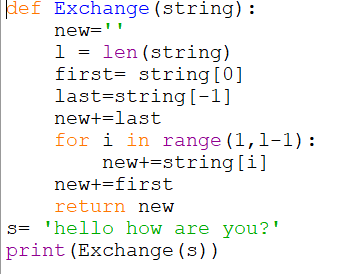 def Exchange(string):
    new=''
    l = len(string)
    first= string[0]
    last=string[-1]
    new+=last
    for i in range(1,l-1):
        new+=string[i]
    new+=first
    return new
s= 'hello how are you?'
print(Exchange(s))